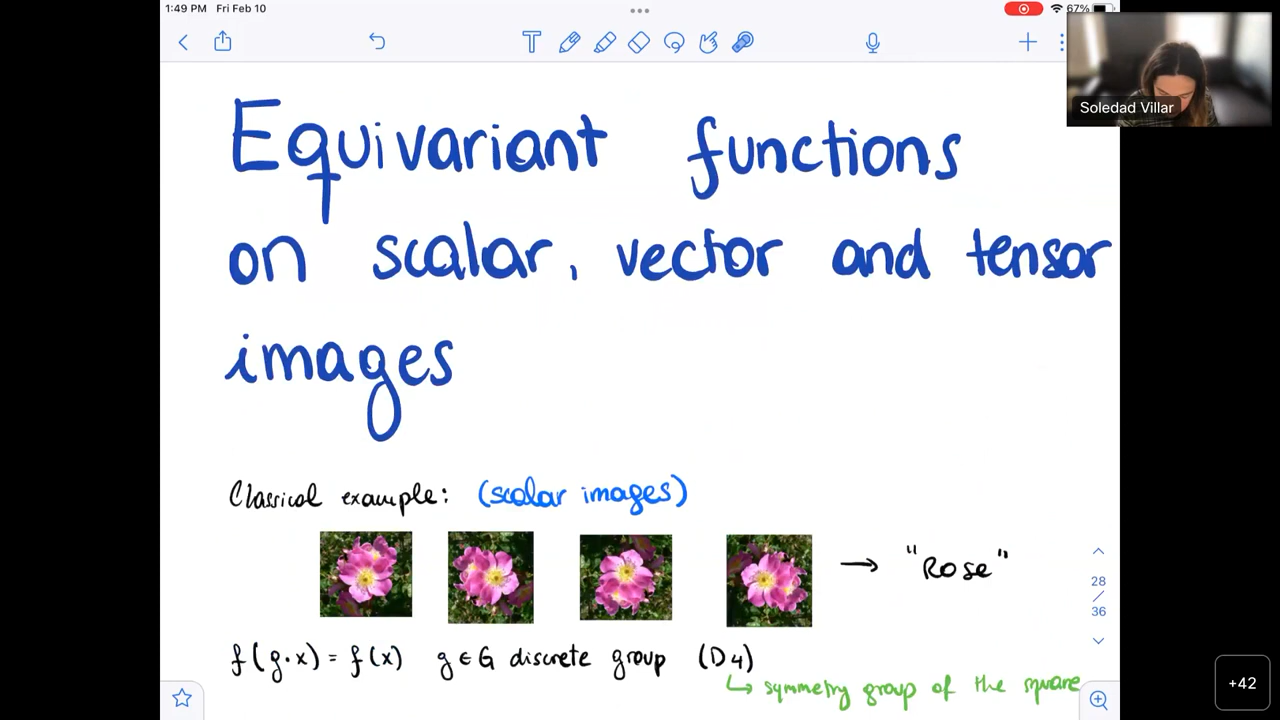 1:49 PM Fri Feb 10
67%
Soledad Villar
Equivariant functions
on scalar, vector and tensor
images
Classical example: (scalar images)
"Rose"
f(g·x) = f(x) g ∈ G discrete group (D4)
↳ symmetry group of the square
28
/
36
+42